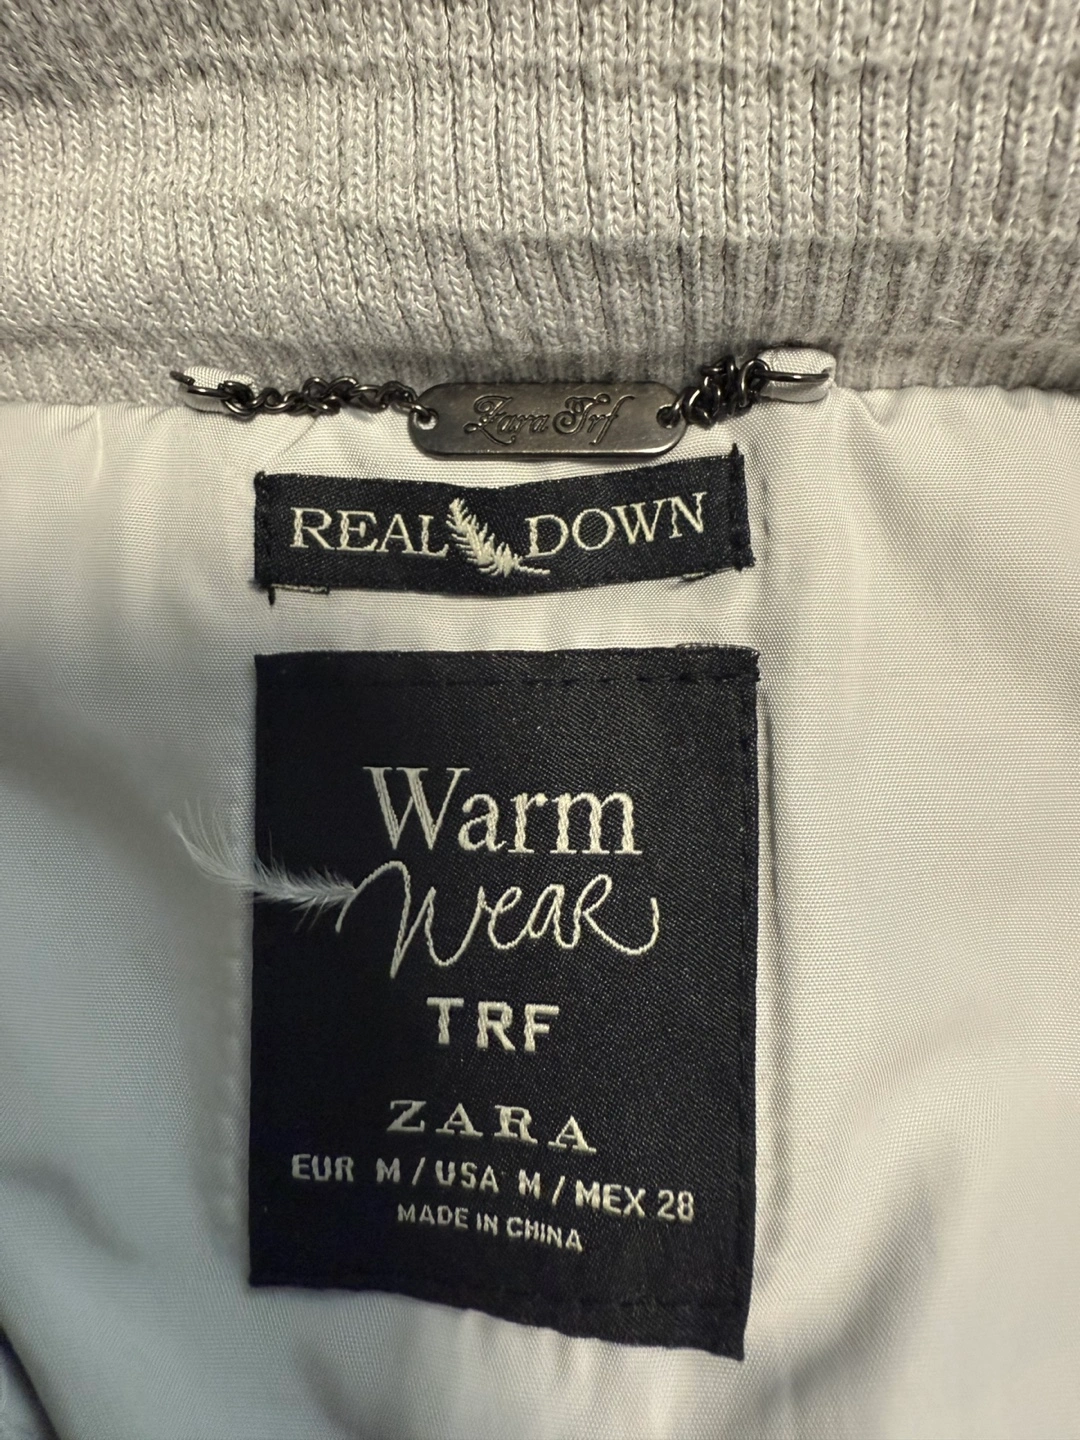 Zara Trf
REAL DOWN
Warm
Wear
TRF
ZARA
EUR M / USA M / MEX 28
MADE IN CHINA